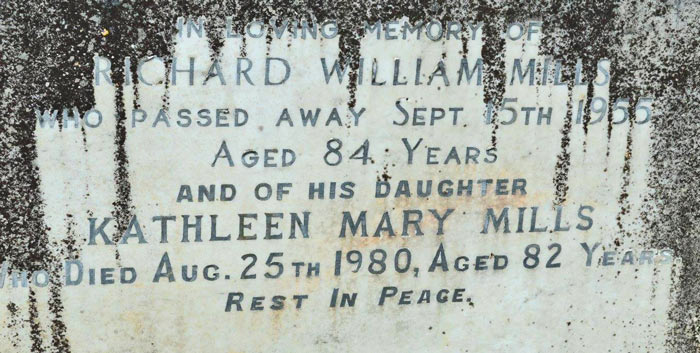 IN LOVING MEMORY OF
RICHARD WILLIAM MILLS
WHO PASSED AWAY SEPT. 15TH 1955
AGED 84 YEARS
AND OF HIS DAUGHTER
KATHLEEN MARY MILLS
WHO DIED AUG. 25TH 1980, AGED 82 YEARS
REST IN PEACE.